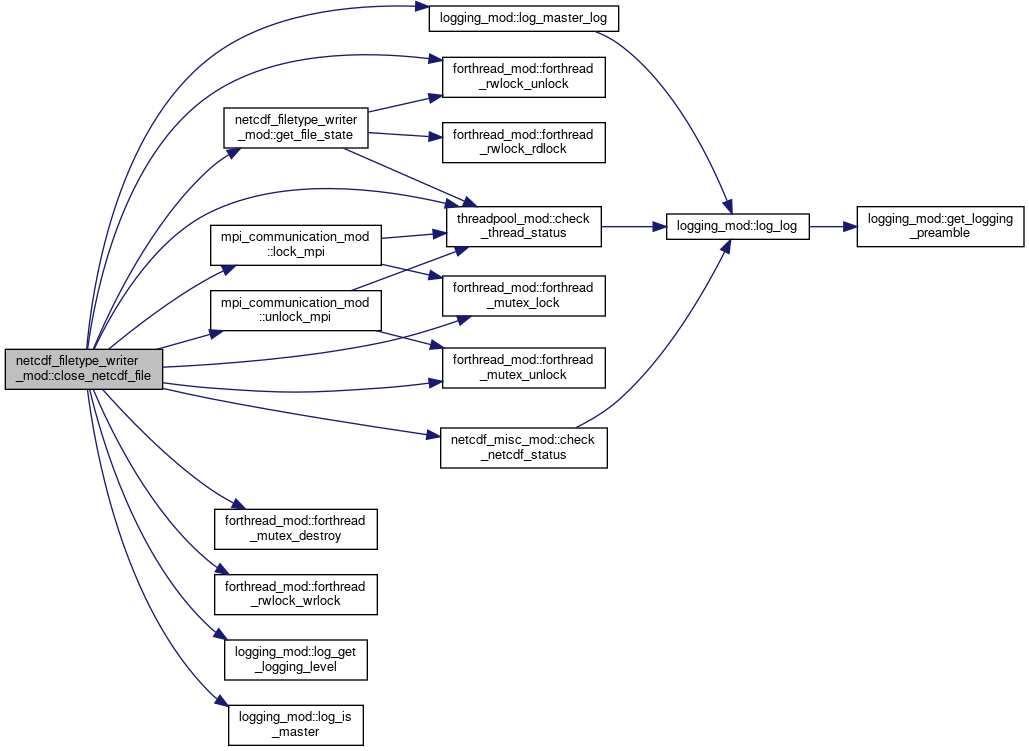 logging_mod::log_master_log
forthread_mod::forthread
_rwlock_unlock
netcdf_filetype_writer
_mod::get_file_state
forthread_mod::forthread
_rwlock_rdlock
threadpool_mod::check
_thread_status
logging_mod::log_log
logging_mod::get_logging
_preamble
mpi_communication_mod
::lock_mpi
forthread_mod::forthread
_mutex_lock
mpi_communication_mod
::unlock_mpi
netcdf_filetype_writer
_mod::close_netcdf_file
forthread_mod::forthread
_mutex_unlock
netcdf_misc_mod::check
_netcdf_status
forthread_mod::forthread
_mutex_destroy
forthread_mod::forthread
_rwlock_wrlock
logging_mod::log_get
_logging_level
logging_mod::log_is
_master